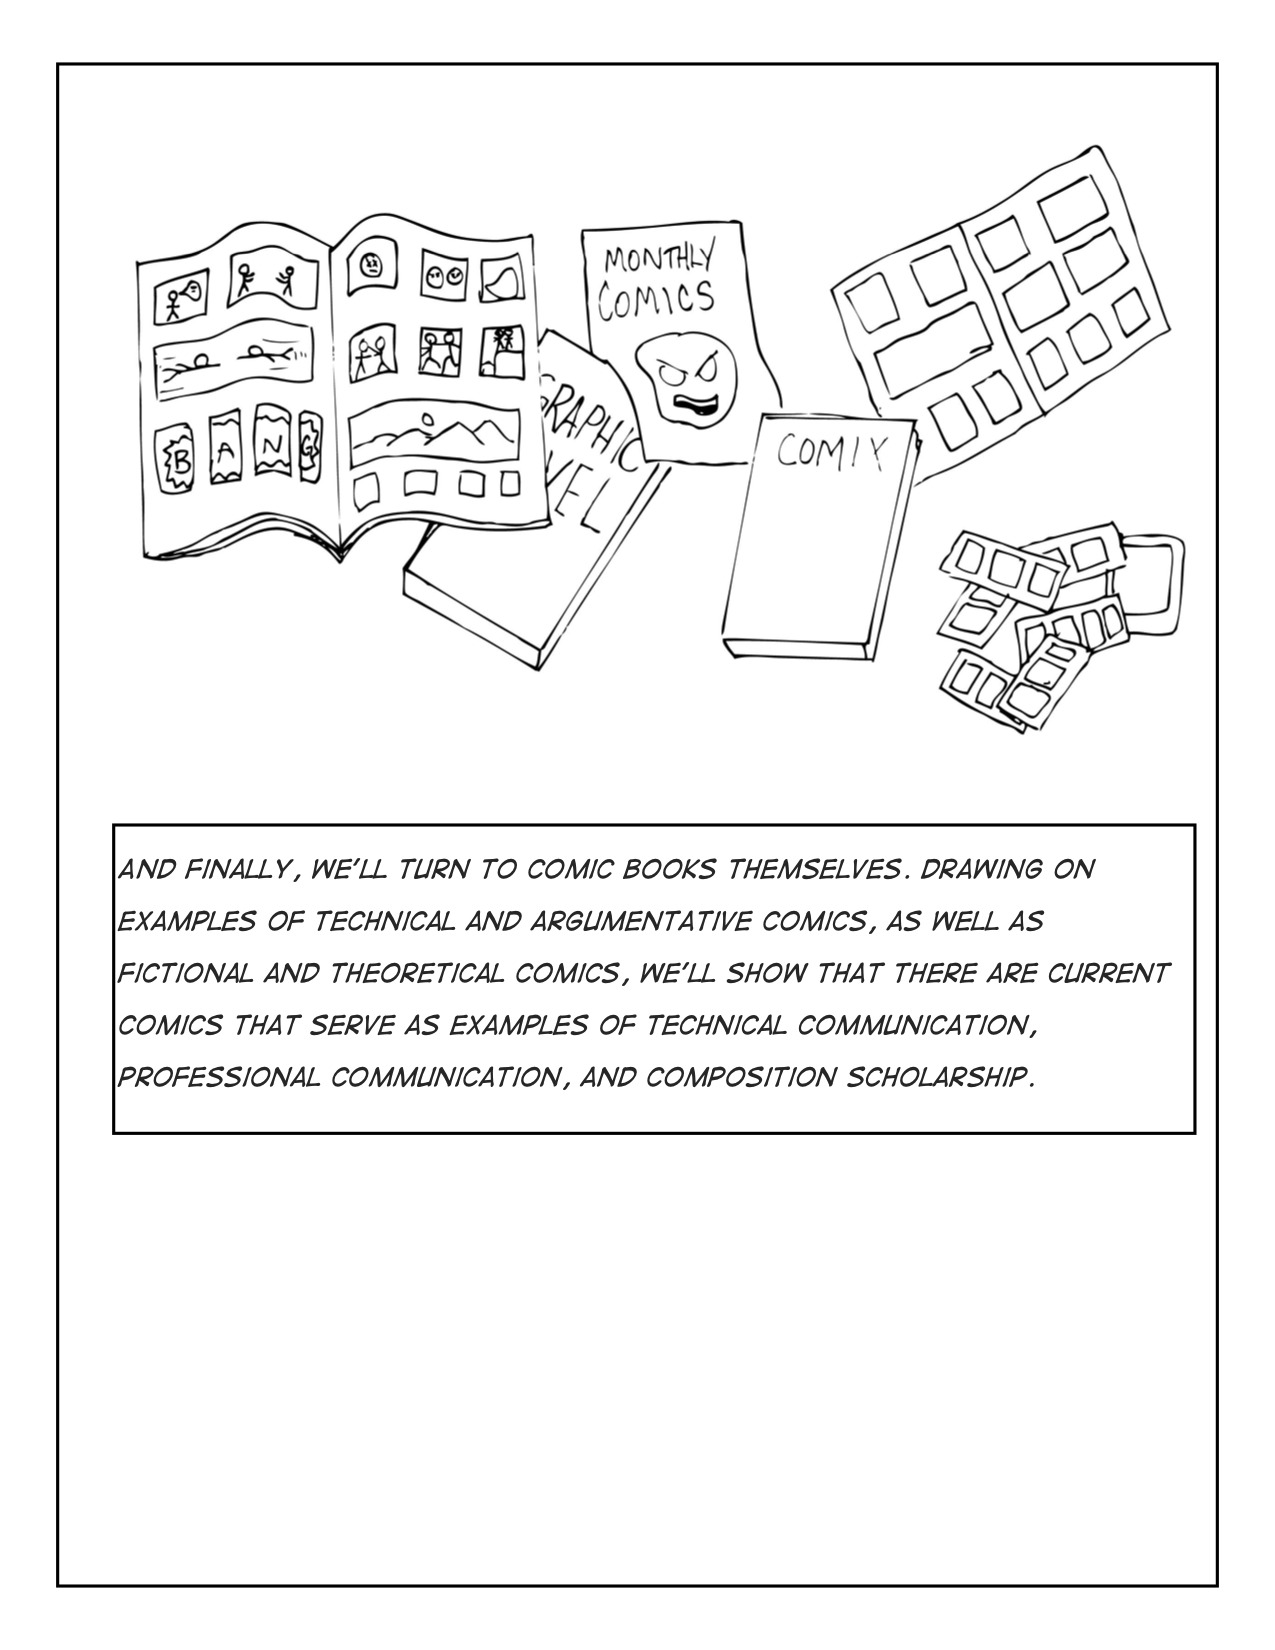 MONTHLY
COMICS
GRAPHIC
VEL
COMIX
B A N G
AND FINALLY, WE'LL TURN TO COMIC BOOKS THEMSELVES. DRAWING ON
EXAMPLES OF TECHNICAL AND ARGUMENTATIVE COMICS, AS WELL AS
FICTIONAL AND THEORETICAL COMICS, WE'LL SHOW THAT THERE ARE CURRENT
COMICS THAT SERVE AS EXAMPLES OF TECHNICAL COMMUNICATION,
PROFESSIONAL COMMUNICATION, AND COMPOSITION SCHOLARSHIP.